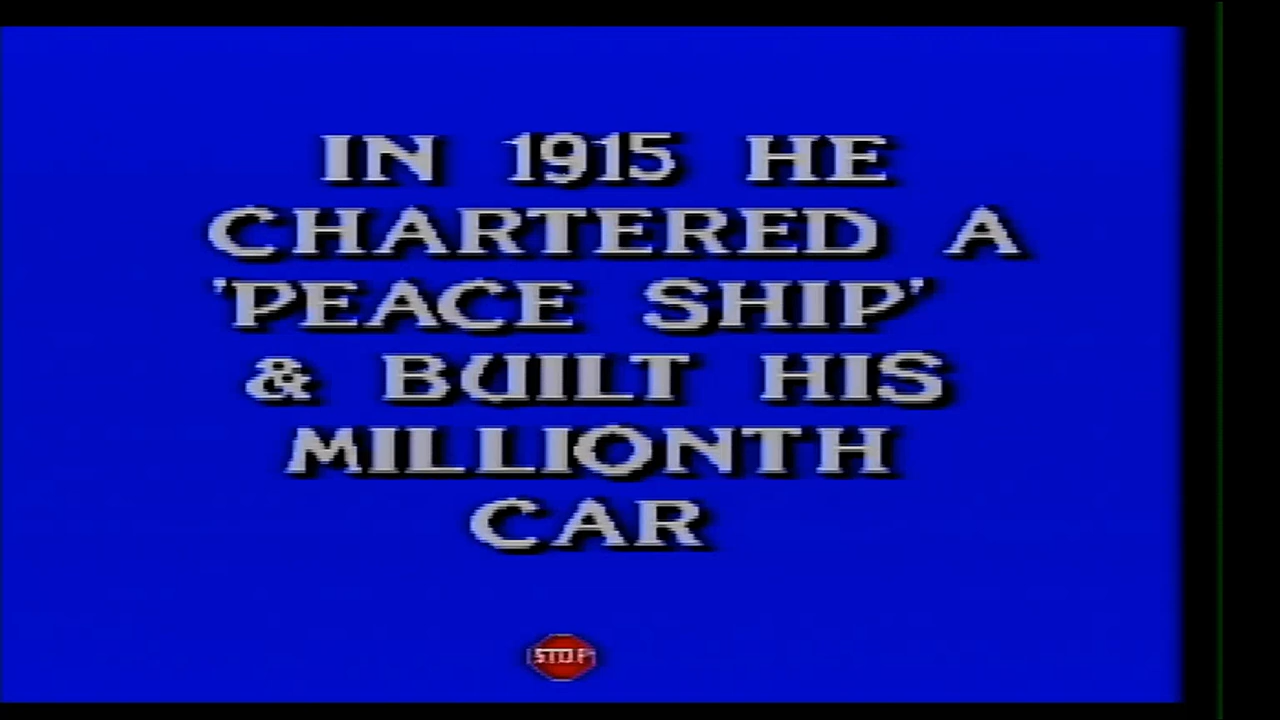 IN 1915 HE
CHARTERED A
'PEACE SHIP'
& BUILT HIS
MILLIONTH
CAR
STOP